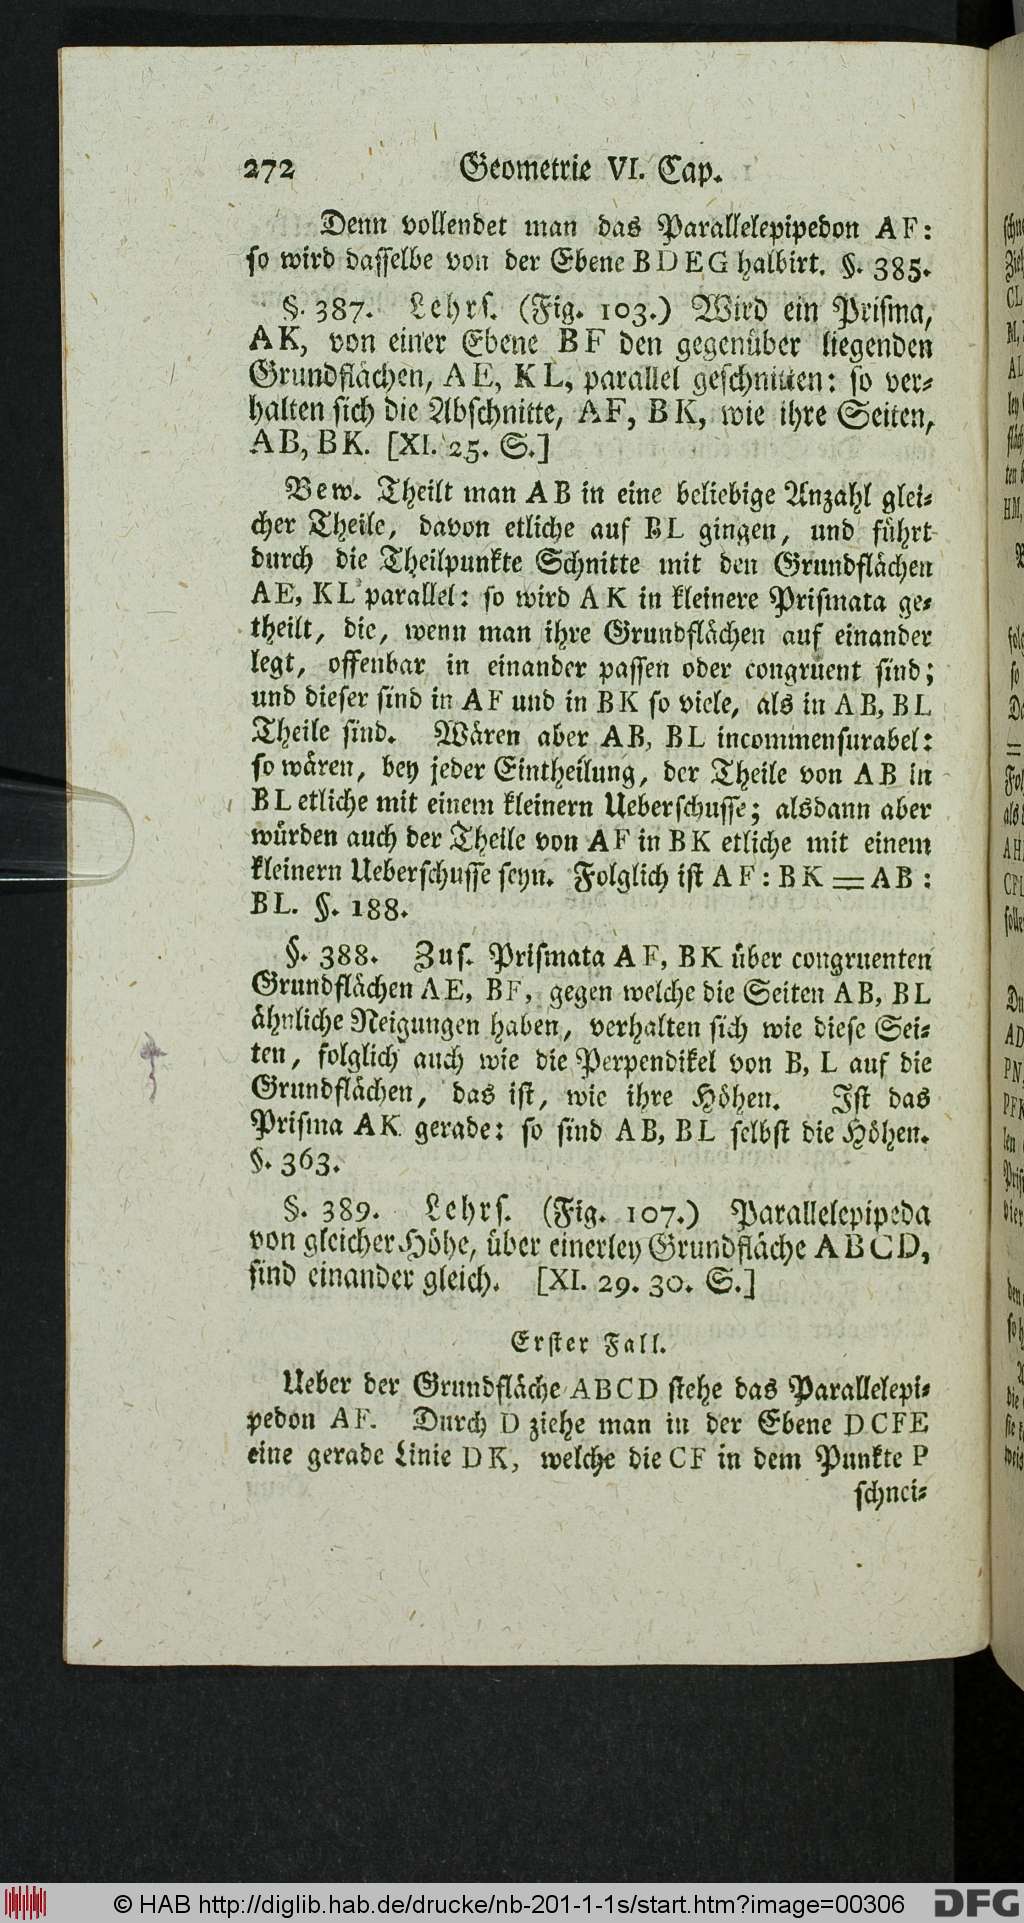 272 Geometrie VI. Cap.
Denn vollendet man das Parallelepipedon AF:
so wird dasselbe von der Ebene BDEG halbirt. §. 385.
§. 387. Lehrs. (Fig. 103.) Wird ein Prisma,
AK, von einer Ebene BF den gegenüber liegenden
Grundflächen, AE, KL, parallel geschnitten: so ver-
halten sich die Abschnitte, AF, BK, wie ihre Seiten,
AB, BK. [XI. 25. S.]
Bew. Theilt man AB in eine beliebige Anzahl glei-
cher Theile, davon etliche auf BL gingen, und führt
durch die Theilpunkte Schnitte mit den Grundflächen
AE, KL parallel: so wird AK in kleinere Prismata ge-
theilt, die, wenn man ihre Grundflächen auf einander
legt, offenbar in einander passen oder congruent sind;
und dieser sind in AF und in BK so viele, als in AB, BL
Theile sind. Wären aber AB, BL incommensurabel:
so wären, bey jeder Eintheilung, der Theile von AB in
BL etliche mit einem kleinern Ueberschusse; alsdann aber
würden auch der Theile von AF in BK etliche mit einem
kleinern Ueberschusse seyn. Folglich ist AF : BK = AB :
BL. §. 188.
§. 388. Zus. Prismata AF, BK über congruenten
Grundflächen AE, BF, gegen welche die Seiten AB, BL
ähnliche Neigungen haben, verhalten sich wie diese Sei-
ten, folglich auch wie die Perpendikel von B, L auf die
Grundflächen, das ist, wie ihre Höhen. Ist das
Prisma AK gerade: so sind AB, BL selbst die Höhen.
§. 363.
§. 389. Lehrs. (Fig. 107.) Parallelepipeda
von gleicher Höhe, über einerley Grundfläche ABCD,
sind einander gleich. [XI. 29. 30. S.]
Erster Fall.
Ueber der Grundfläche ABCD stehe das Parallelepi-
pedon AF. Durch D ziehe man in der Ebene DCFE
eine gerade Linie DK, welche die CF in dem Punkte P
schnei-
© HAB http://diglib.hab.de/drucke/nb-201-1-1s/start.htm?image=00306
DFG